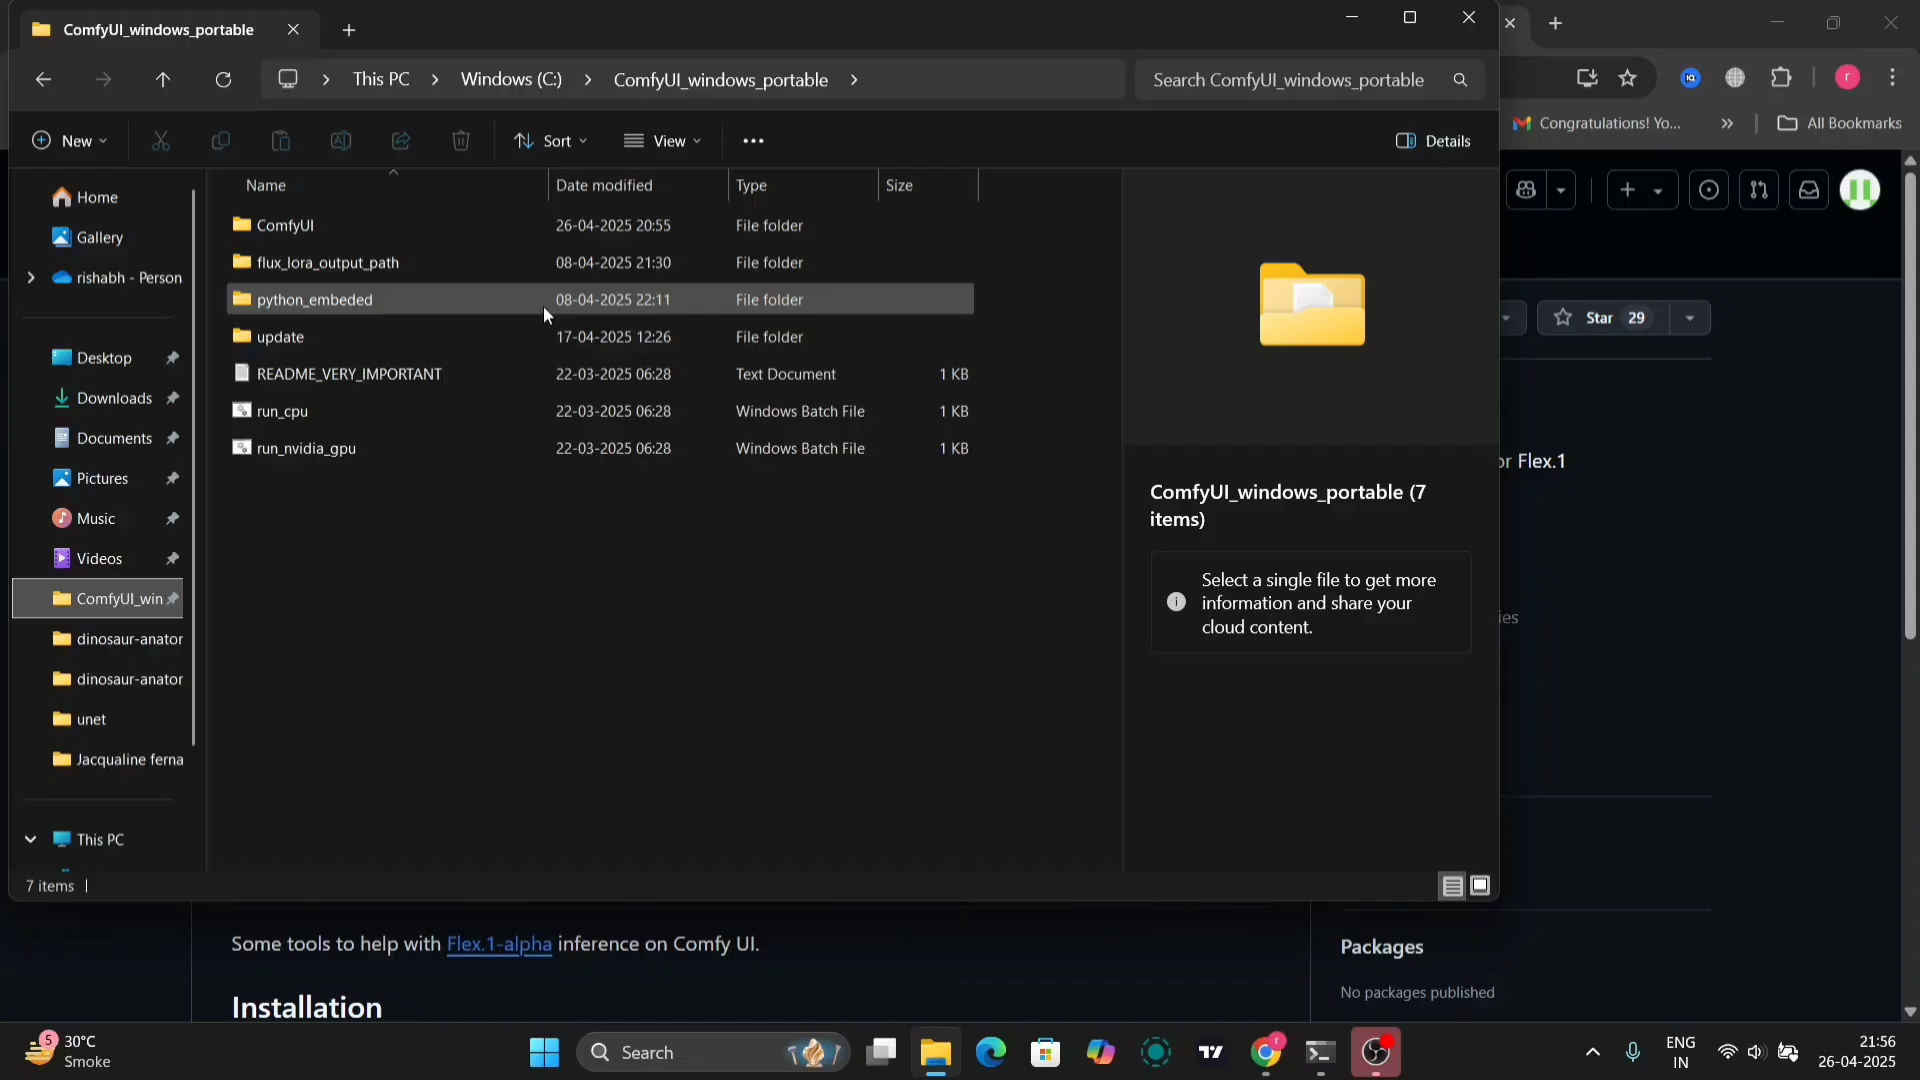 ComfyUI_windows_portable
This PC
Windows (C:)
ComfyUI_windows_portable
Search ComfyUI_windows_portable
New
Sort
View
Details
Congratulations! Yo...
All Bookmarks
Name
Date modified
Type
Size
ComfyUI 26-04-2025 20:55 File folder
flux_lora_output_path 08-04-2025 21:30 File folder
python_embeded 08-04-2025 22:11 File folder
update 17-04-2025 12:26 File folder
README_VERY_IMPORTANT 22-03-2025 06:28 Text Document 1 KB
run_cpu 22-03-2025 06:28 Windows Batch File 1 KB
run_nvidia_gpu 22-03-2025 06:28 Windows Batch File 1 KB
Home
Gallery
rishabh - Person
Desktop
Downloads
Documents
Pictures
Music
Videos
ComfyUI_win
dinosaur-anator
dinosaur-anator
unet
Jacqualine ferna
This PC
7 items
ComfyUI_windows_portable (7
items)
Select a single file to get more
information and share your
cloud content.
Star 29
or Flex.1
ies
Some tools to help with Flex.1-alpha inference on Comfy UI.
Installation
Packages
No packages published
5
30°C
Smoke
Search
ENG
IN
21:56
26-04-2025